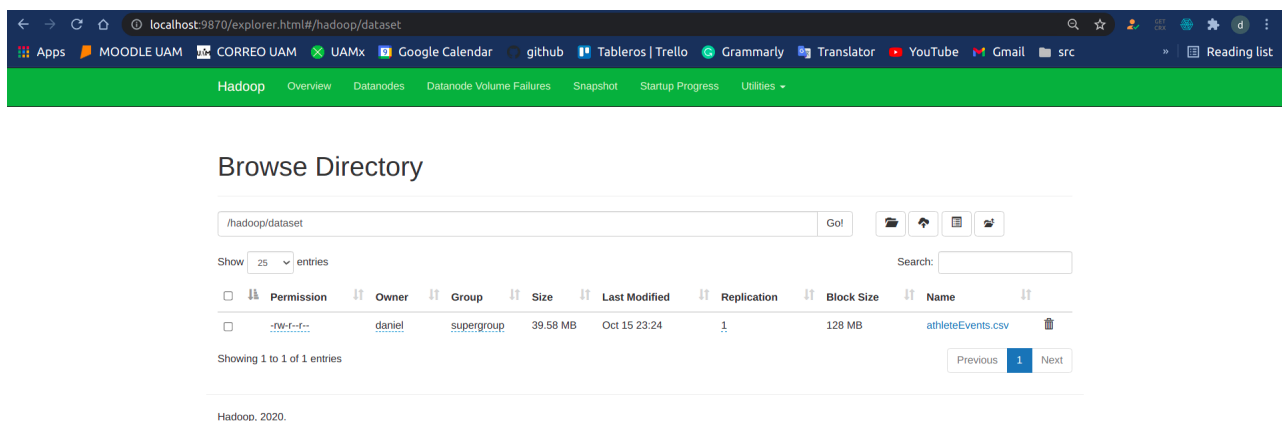 localhost:9870/explorer.html#/hadoop/dataset d
Apps MOODLE UAM CORREO UAM UAMx 9 Google Calendar github Tableros | Trello Grammarly Translator YouTube Gmail src » Reading list
Hadoop Overview Datanodes Datanode Volume Failures Snapshot Startup Progress Utilities
Browse Directory
/hadoop/dataset Go!
Show 25 entries Search:
Permission Owner Group Size Last Modified Replication Block Size Name
-rw-r--r-- daniel supergroup 39.58 MB Oct 15 23:24 1 128 MB athleteEvents.csv
Showing 1 to 1 of 1 entries Previous 1 Next
Hadoop, 2020.